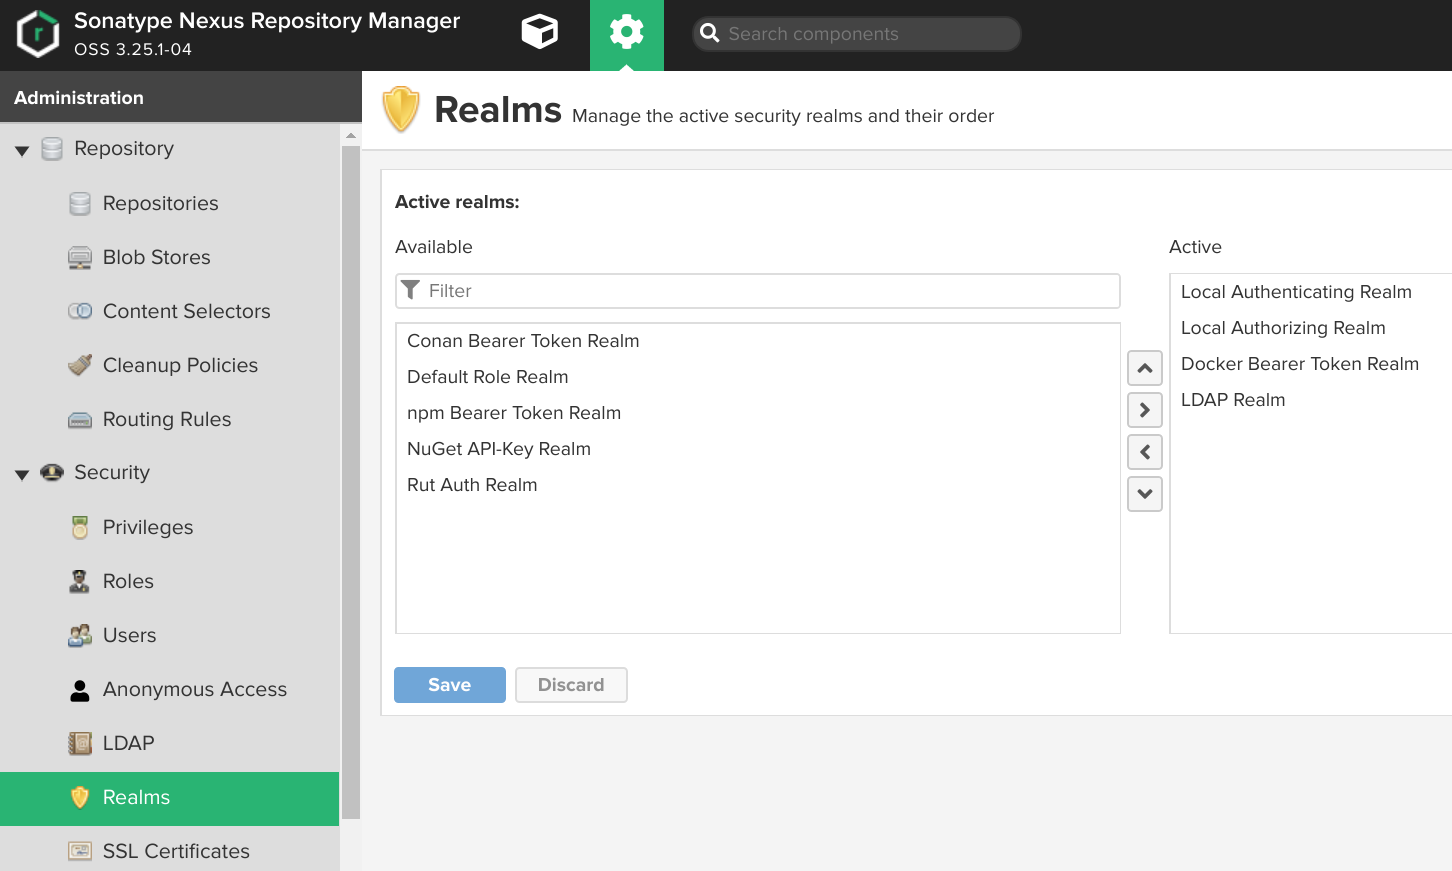 Sonatype Nexus Repository Manager
OSS 3.25.1-04
Search components
Administration
Repository
Repositories
Blob Stores
Content Selectors
Cleanup Policies
Routing Rules
Security
Privileges
Roles
Users
Anonymous Access
LDAP
Realms
SSL Certificates
Realms Manage the active security realms and their order
Active realms:
Available
Filter
Conan Bearer Token Realm
Default Role Realm
npm Bearer Token Realm
NuGet API-Key Realm
Rut Auth Realm
Active
Local Authenticating Realm
Local Authorizing Realm
Docker Bearer Token Realm
LDAP Realm
Save
Discard